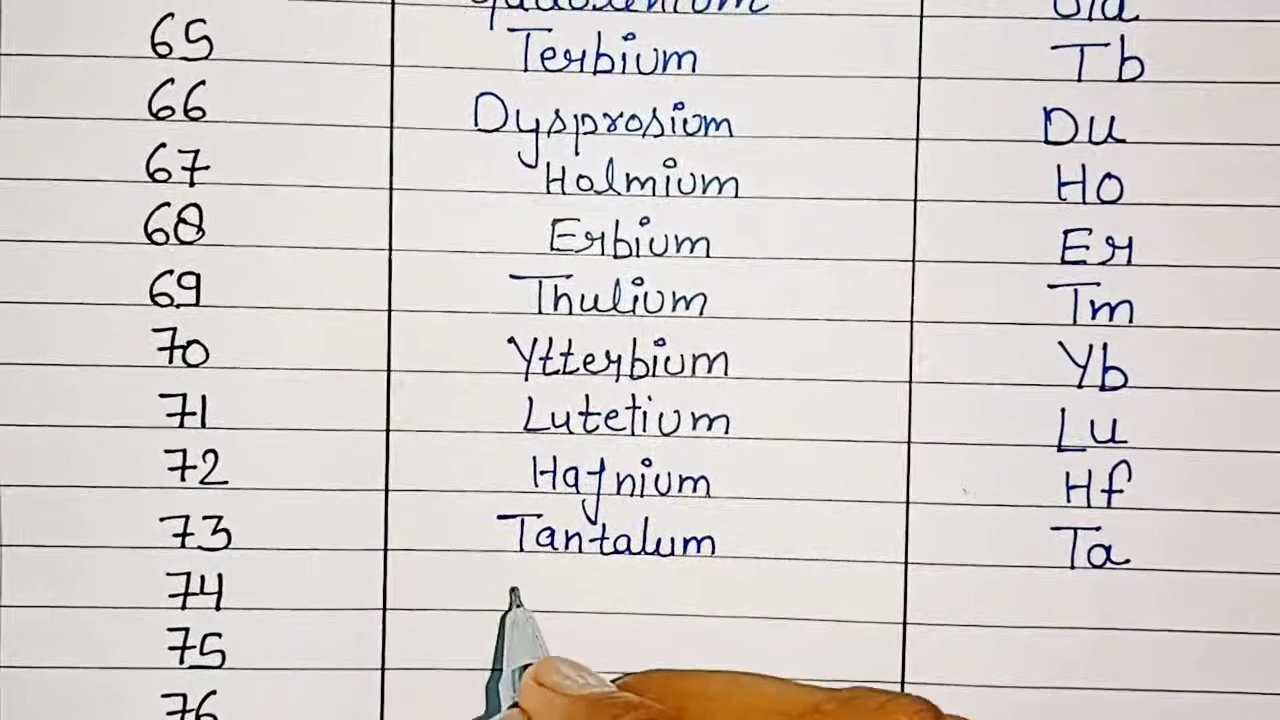 65 Terbium Tb
66 Dysprosium Du
67 Holmium Ho
68 Erbium Er
69 Thulium Tm
70 Ytterbium Yb
71 Lutetium Lu
72 Hafnium Hf
73 Tantalum Ta
74
75
76